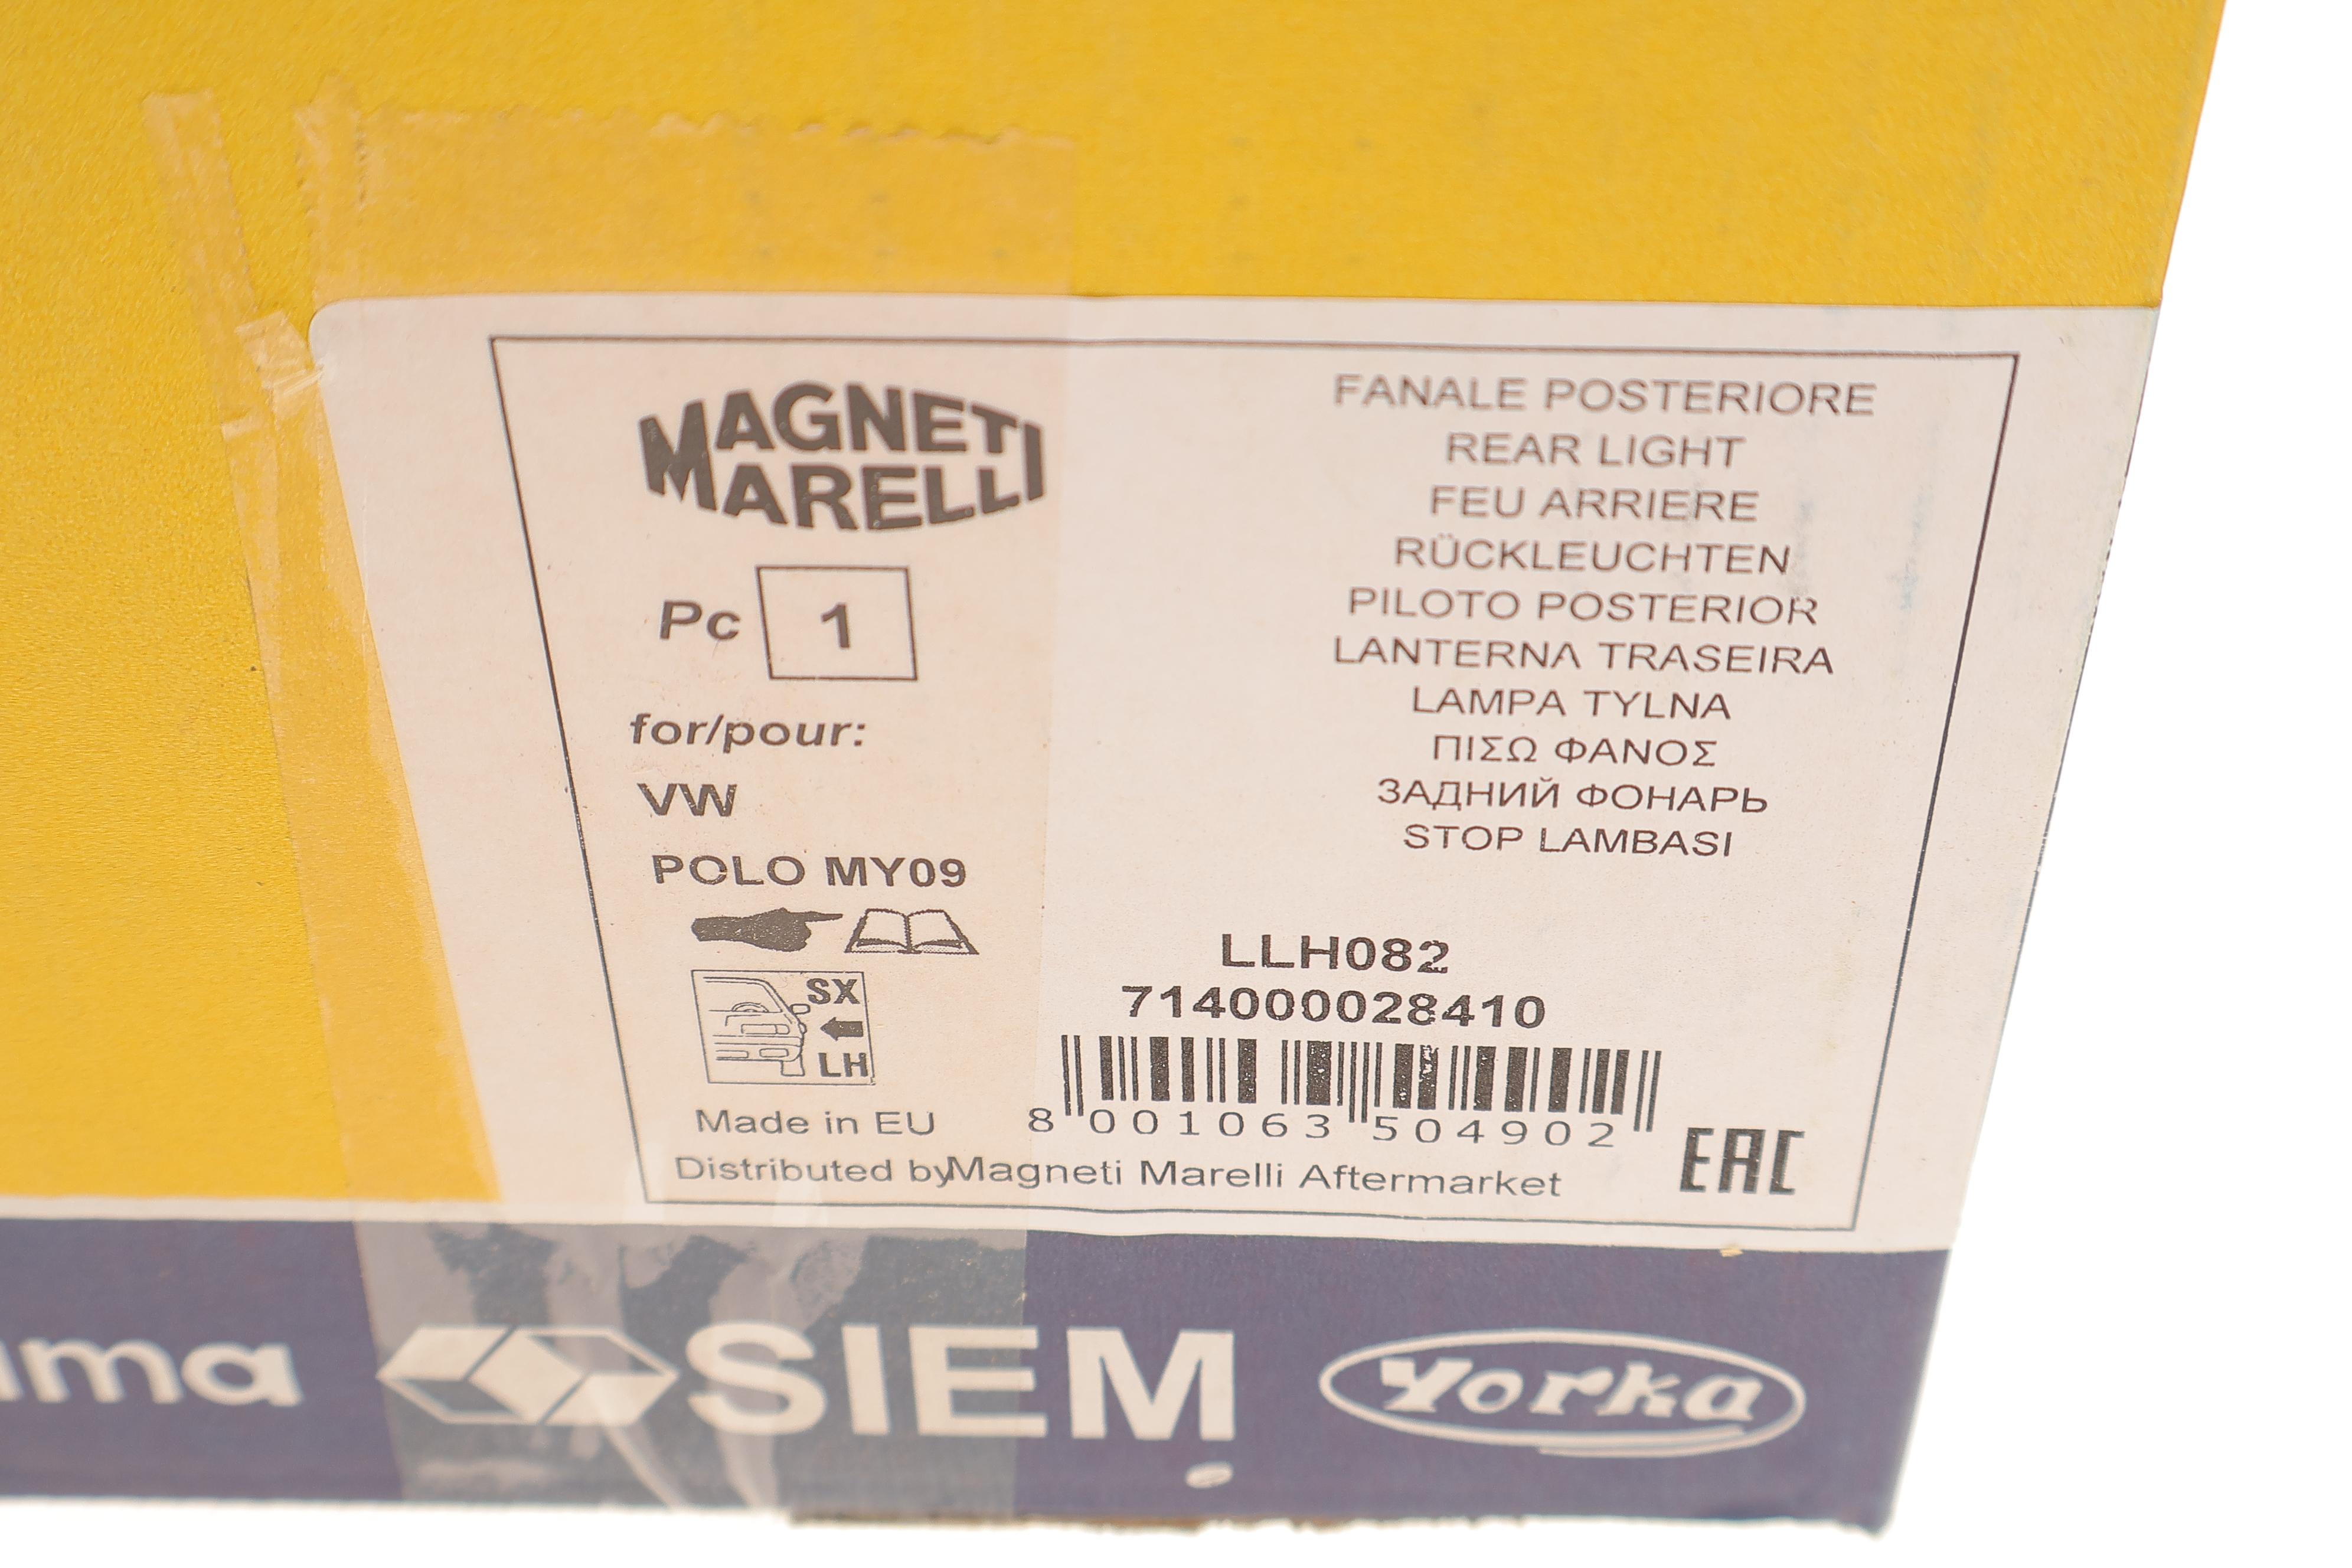 MAGNETI
MARELLI
Pc 1
for/pour:
VW
POLO MY09
SX
LH
Made in EU
FANALE POSTERIORE
REAR LIGHT
FEU ARRIERE
RÜCKLEUCHTEN
PILOTO POSTERIOR
LANTERNA TRASEIRA
LAMPA TYLNA
ΠΙΣΩ ΦΑΝΟΣ
ЗАДНИЙ ФОНАРЬ
STOP LAMBASI
LLH082
714000028410
8 001063 504902
Distributed byMagneti Marelli Aftermarket
EAC
SIEM
Yorka